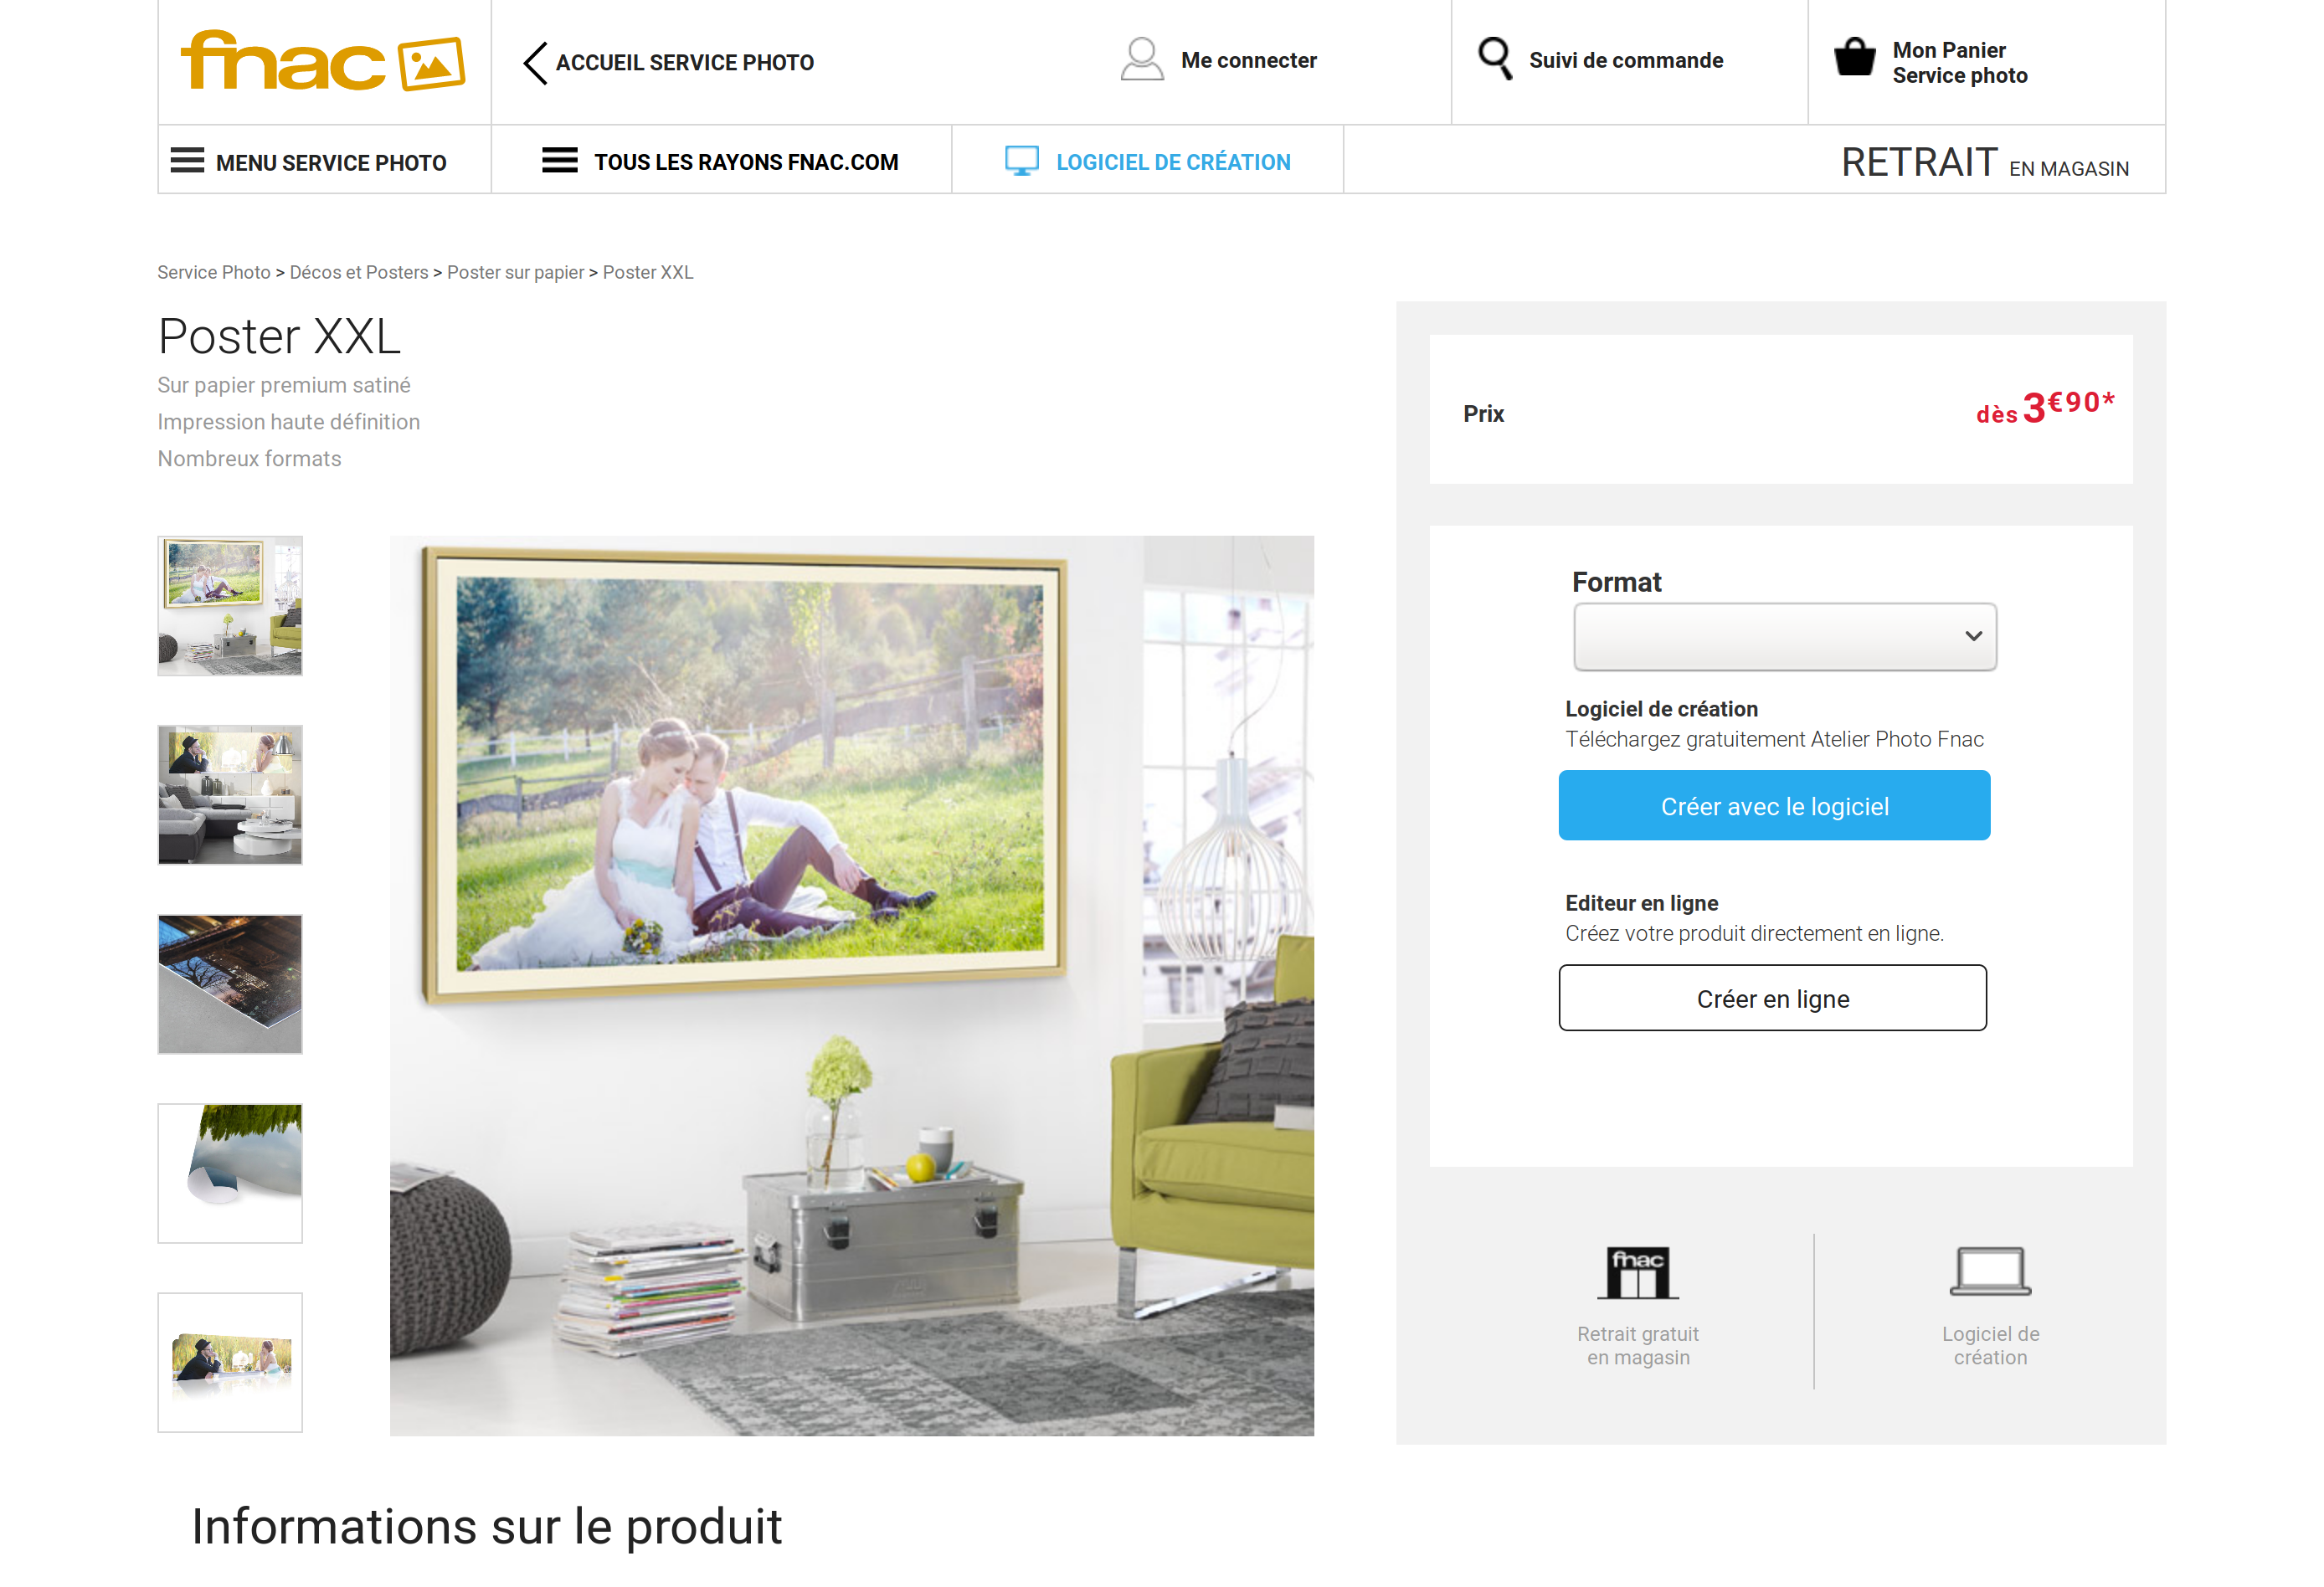 fnac
ACCUEIL SERVICE PHOTO
Me connecter
Suivi de commande
Mon Panier
Service photo
MENU SERVICE PHOTO
TOUS LES RAYONS FNAC.COM
LOGICIEL DE CRÉATION
RETRAIT EN MAGASIN
Service Photo > Décos et Posters > Poster sur papier > Poster XXL
Poster XXL
Sur papier premium satiné
Impression haute définition
Nombreux formats
Prix
dès 3€90*
Format
Logiciel de création
Téléchargez gratuitement Atelier Photo Fnac
Créer avec le logiciel
Editeur en ligne
Créez votre produit directement en ligne.
Créer en ligne
fnac
Retrait gratuit
en magasin
Logiciel de
création
Informations sur le produit